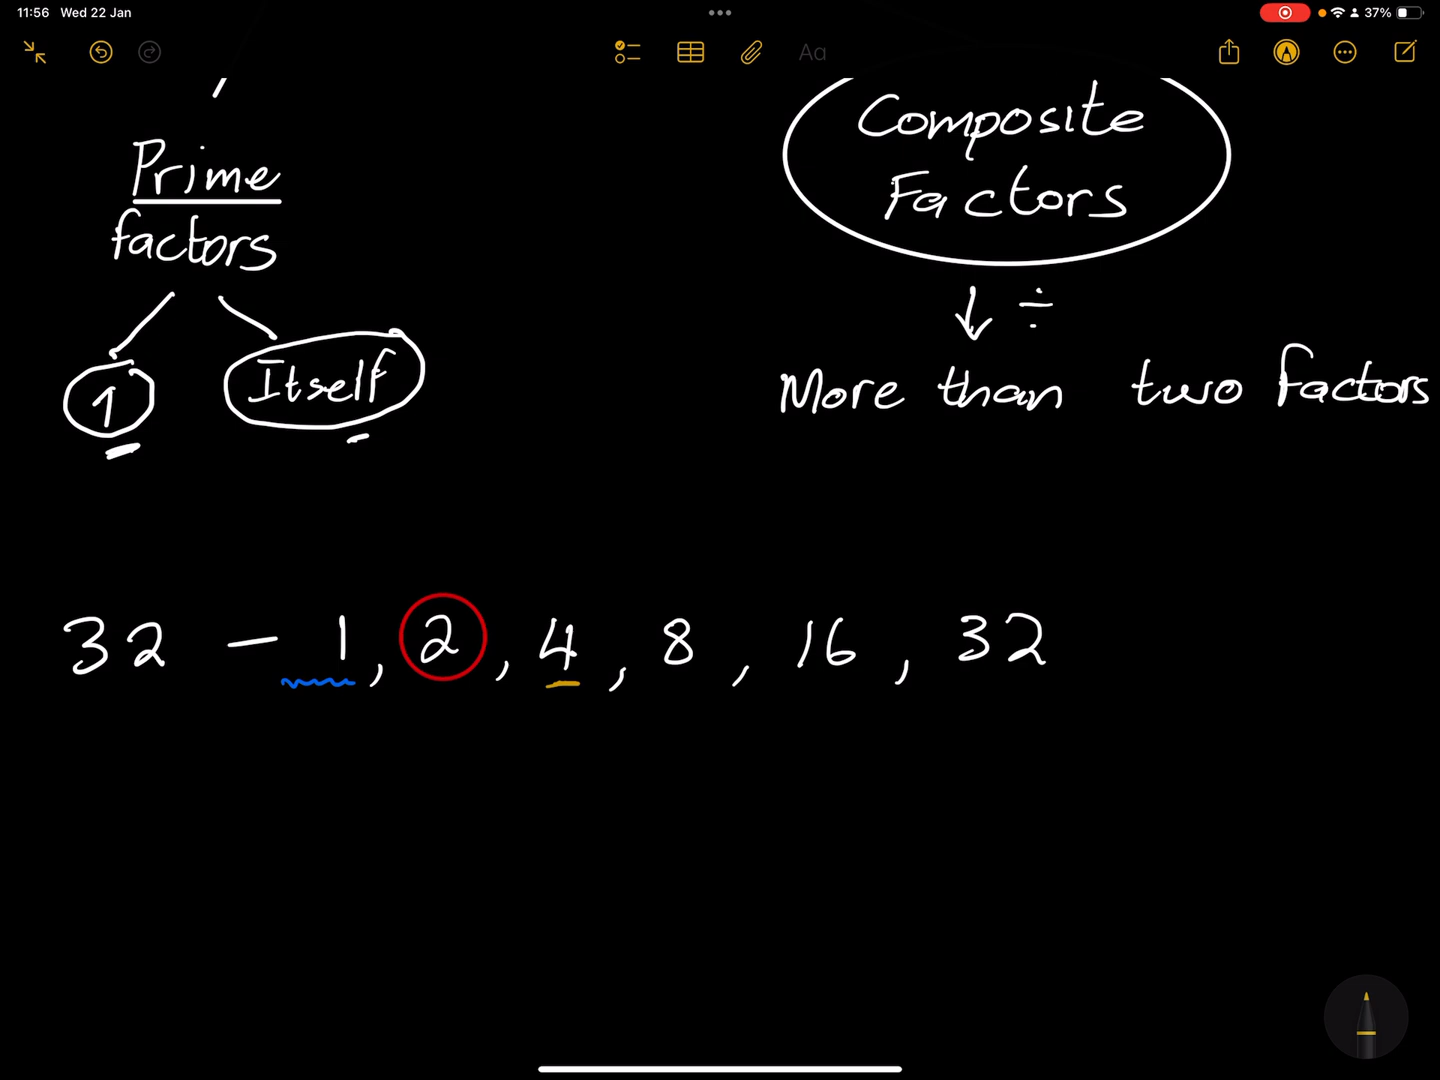 11:56 Wed 22 Jan
37%
Aa
Prime
factors
1 Itself
Composite
Factors
÷
More than two factors
32 – 1, 2, 4, 8, 16, 32